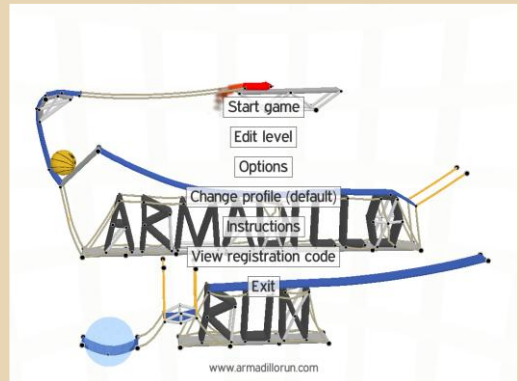 Start game
Edit level
Options
Change profile (default)
ARMADILLO
Instructions
View registration code
Exit
RUN
www.armadillorun.com